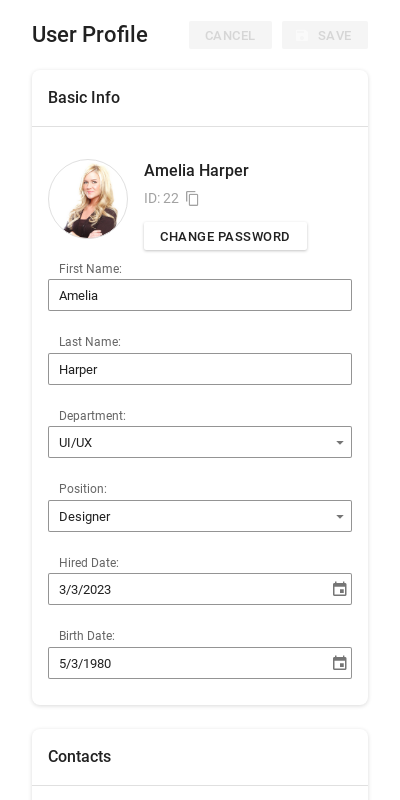 User Profile
CANCEL
SAVE
Basic Info
Amelia Harper
ID: 22
CHANGE PASSWORD
First Name:
Amelia
Last Name:
Harper
Department:
UI/UX
Position:
Designer
Hired Date:
3/3/2023
Birth Date:
5/3/1980
Contacts